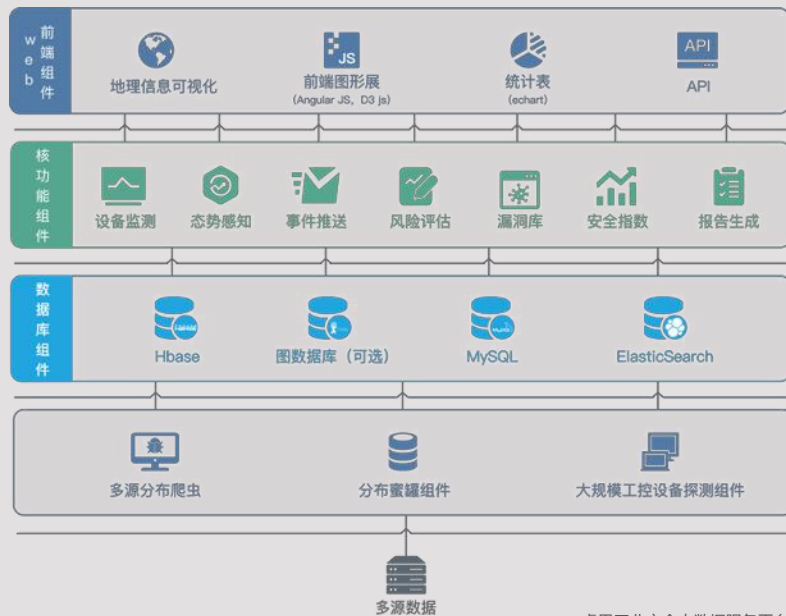 web
前端组件
地理信息可视化
JS
前端图形展
(Angular JS, D3 js)
统计表
(echart)
API
API
核功能组件
设备监测
态势感知
事件推送
风险评估
漏洞库
安全指数
报告生成
数据库组件
Hbase
图数据库（可选）
MySQL
ElasticSearch
多源分布爬虫
分布蜜罐组件
大规模工控设备探测组件
多源数据